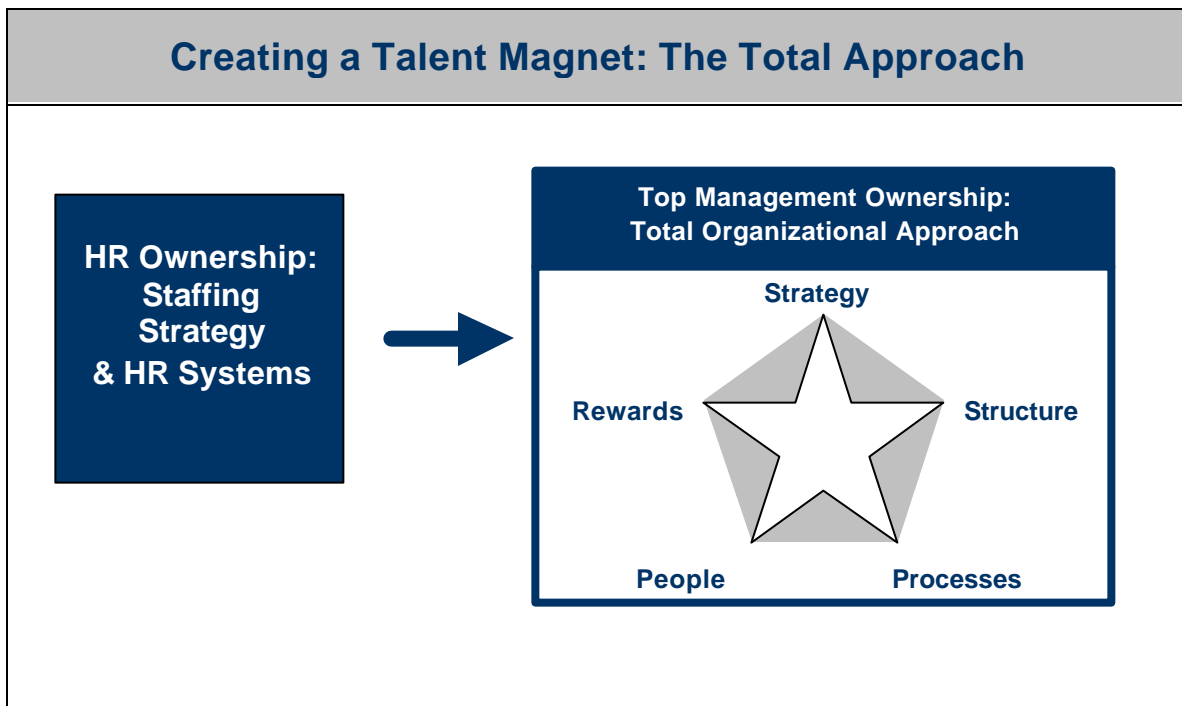 Creating a Talent Magnet: The Total Approach
HR Ownership:
Staffing
Strategy
& HR Systems
Top Management Ownership:
Total Organizational Approach
Strategy
Rewards
Structure
People
Processes